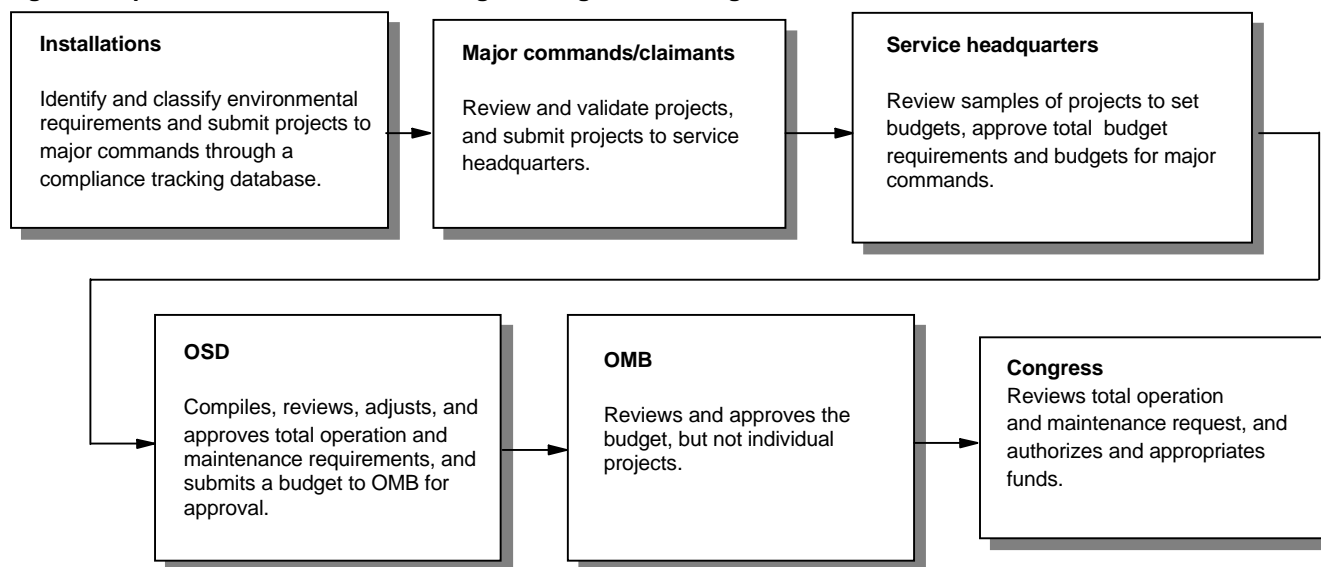 Installations
Identify and classify environmental
requirements and submit projects to
major commands through a
compliance tracking database.
Major commands/claimants
Review and validate projects,
and submit projects to service
headquarters.
Service headquarters
Review samples of projects to set
budgets, approve total budget
requirements and budgets for major
commands.
OSD
Compiles, reviews, adjusts, and
approves total operation and
maintenance requirements, and
submits a budget to OMB for
approval.
OMB
Reviews and approves the
budget, but not individual
projects.
Congress
Reviews total operation
and maintenance request, and
authorizes and appropriates
funds.